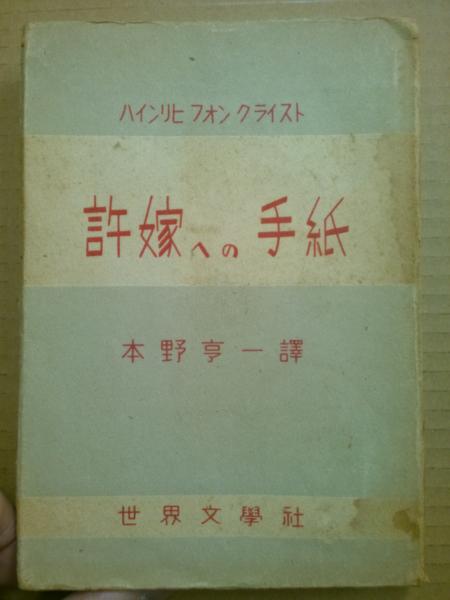 ハインリヒ フォン クライスト
許嫁への手紙
本野亨一譯
世界文學社